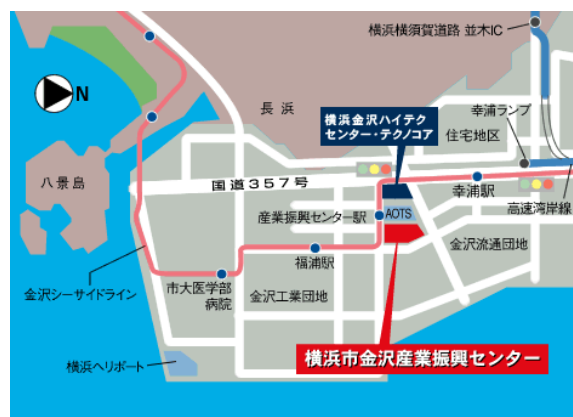 横浜横須賀道路 並木IC
N
長浜
横浜金沢ハイテク
センター・テクノコア
幸浦ランプ
住宅地区
八景島
国道357号
幸浦駅
高速湾岸線
産業振興センター駅
AOTS
金沢流通団地
福浦駅
金沢シーサイドライン
市大医学部
病院
金沢工業団地
横浜ヘリポート
横浜市金沢産業振興センター